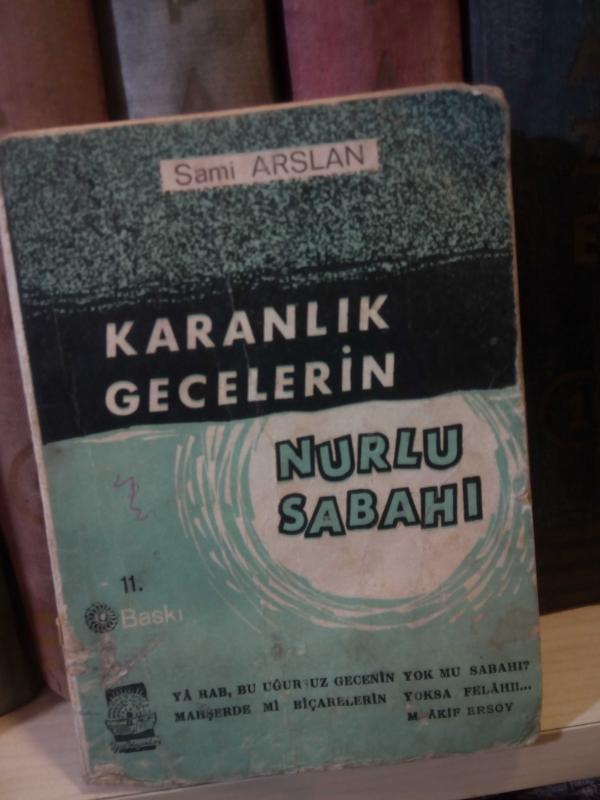 Sami ARSLAN
KARANLIK
GECELERİN
NURLU
SABAHI
11.
Baskı
YÂ RAB, BU UĞURSUZ GECENİN YOK MU SABAHI?
MAHŞERDE Mİ BİÇARELERİN YOKSA FELÂHI!...
M. ÂKİF ERSOY